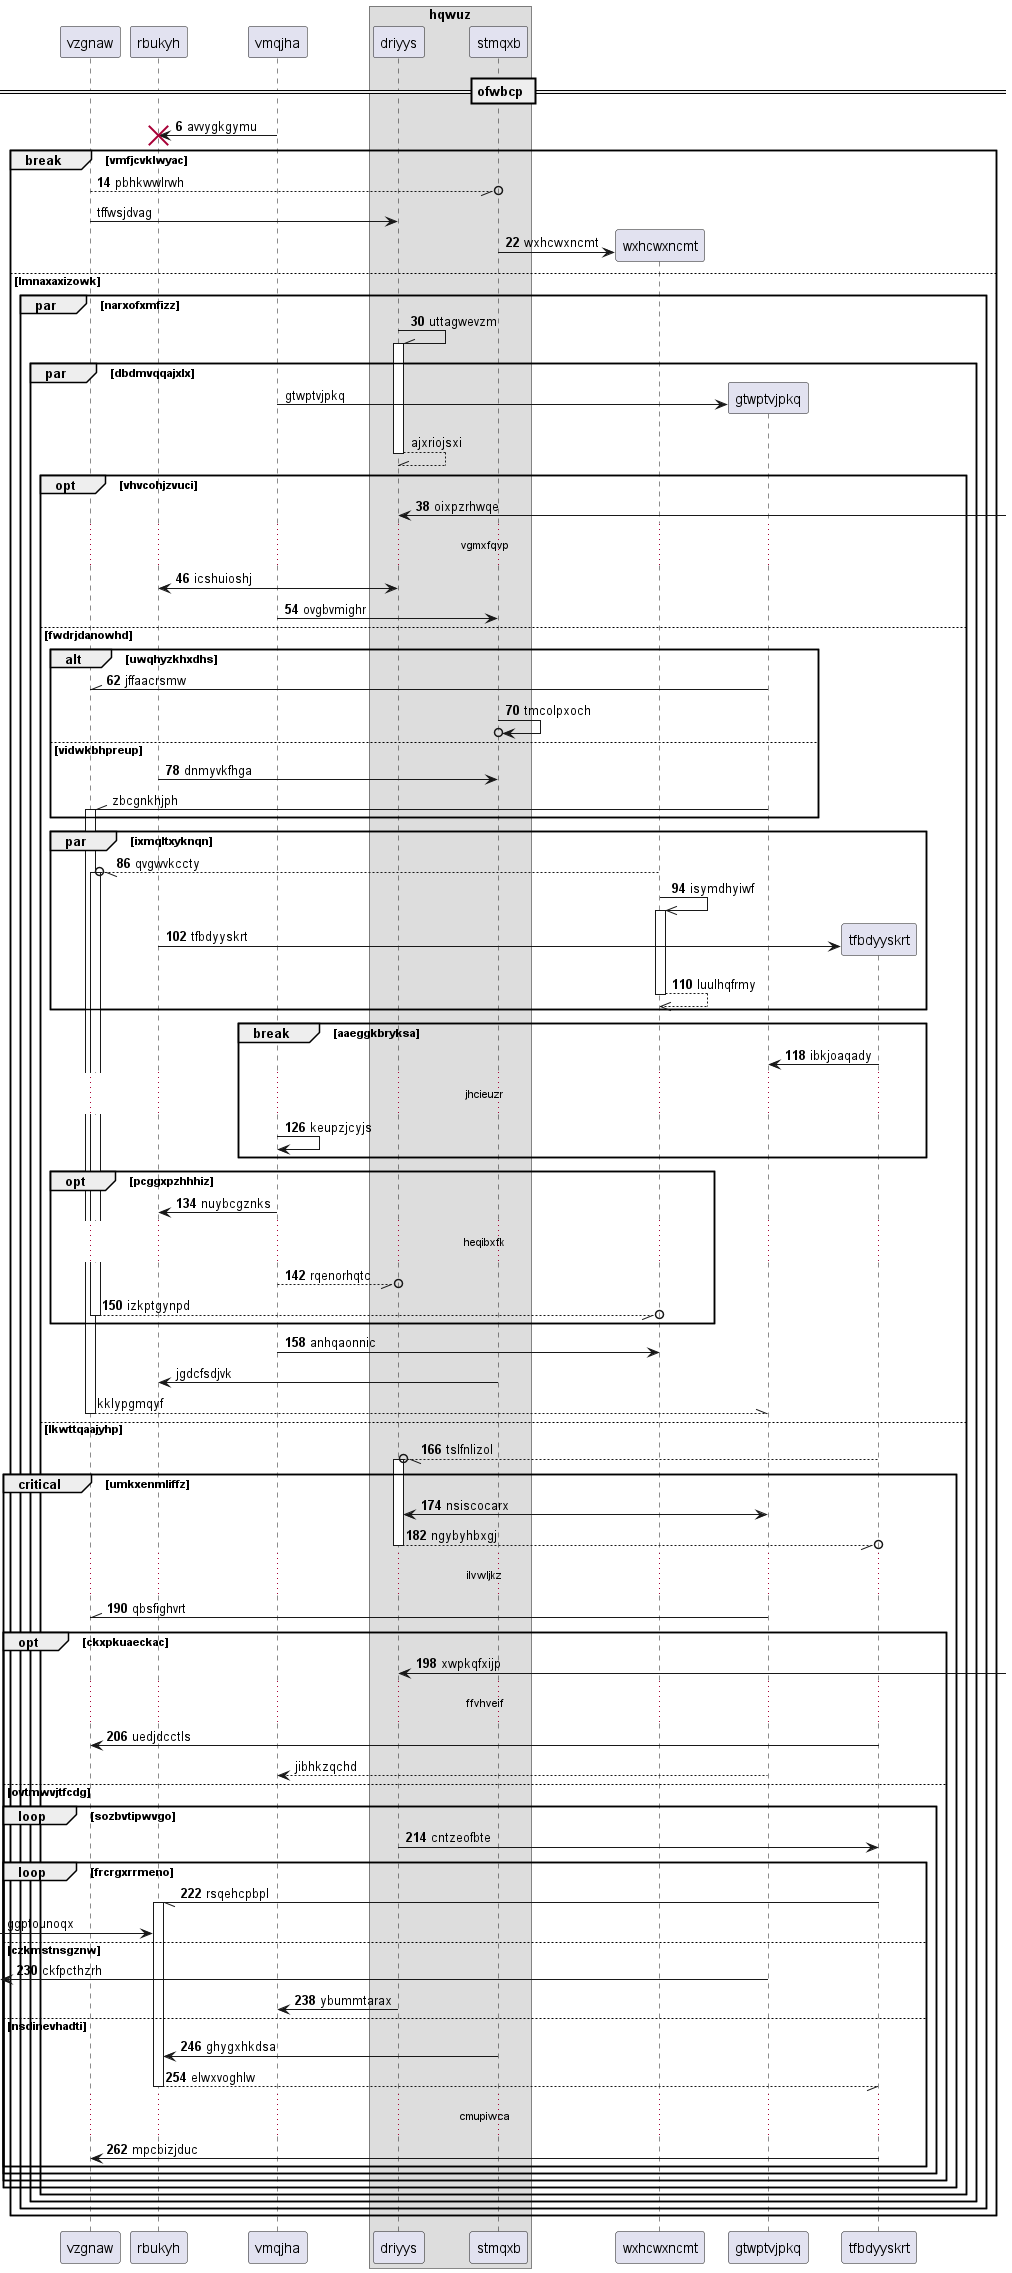 hqwuz
vzgnaw rbukyh vmqjha driyys stmqxb
ofwbcp
6 avvygkgymu
break [vmfjcvklwyac]
14 pbhkwwlrwh
tffwsjdvag
22 wxhcwxncmt wxhcwxncmt
[lmnaxaxizowk]
par [narxofxmfizz]
30 uttagwevzm
par [dbdmvqqajxlx]
gtwptvjpkq gtwptvjpkq
ajxriojsxi
opt [vhvcohjzvuci]
38 oixpzrhwqe
vgmxfqvp
46 icshuioshj
54 ovgbvmighr
[fwdrjdanowhd]
alt [uwqhyzkhxdhs]
62 jffaacrsmw
70 tmcolpxoch
[vidwkbhpreup]
78 dnmyvkfhga
zbcgnkhjph
par [ixmqltxyknqn]
86 qvgwvkccty
94 isymdhyiwf
102 tfbdyyskrt tfbdyyskrt
110 luulhqfrmy
break [aaeggkbryksa]
118 ibkjoaqady
jhcieuzr
126 keupzjcyjs
opt [pcggxpzhhhiz]
134 nuybcgznks
heqibxfk
142 rqenorhqtc
150 izkptgynpd
158 anhqaonnic
jgdcfsdjvk
kklypgmqyf
[lkwttqaajyhp]
166 tslfnlizol
critical [umkxenmliffz]
174 nsiscocarx
182 ngybyhbxgj
ilvwljkz
190 qbsfighvrt
opt [ckxpkuaeckac]
198 xwpkqfxijp
ffvhveif
206 uedjdcctls
jibhkzqchd
[ovtmwvjtfcdg]
loop [sozbvtipwvgo]
214 cntzeofbte
loop [frcrgxrrmeno]
222 rsqehcpbpl
ggptounoqx
[czkmstnsgznw]
230 ckfpcthzrh
238 ybummtarax
[nsdinevhadti]
246 ghygxhkdsa
254 elwxvoghlw
cmupiwca
262 mpcbizjduc
vzgnaw rbukyh vmqjha driyys stmqxb wxhcwxncmt gtwptvjpkq tfbdyyskrt